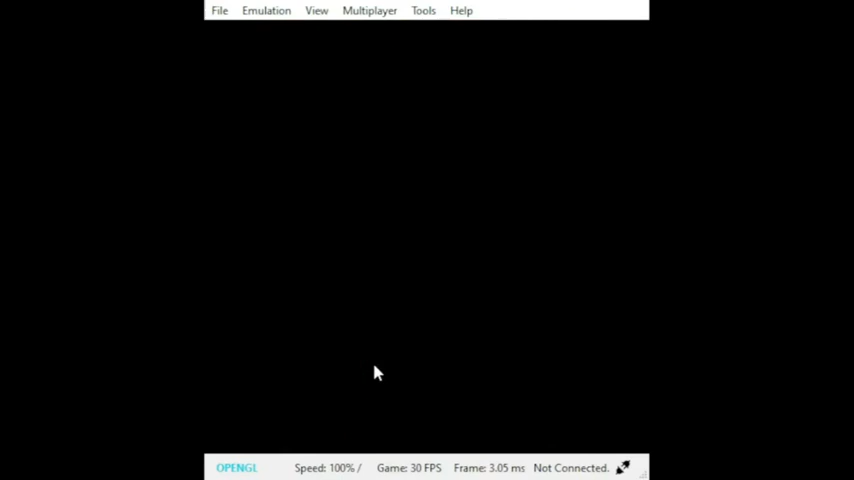 File Emulation View Multiplayer Tools Help
OPENGL Speed: 100% / Game: 30 FPS Frame: 3.05 ms Not Connected.